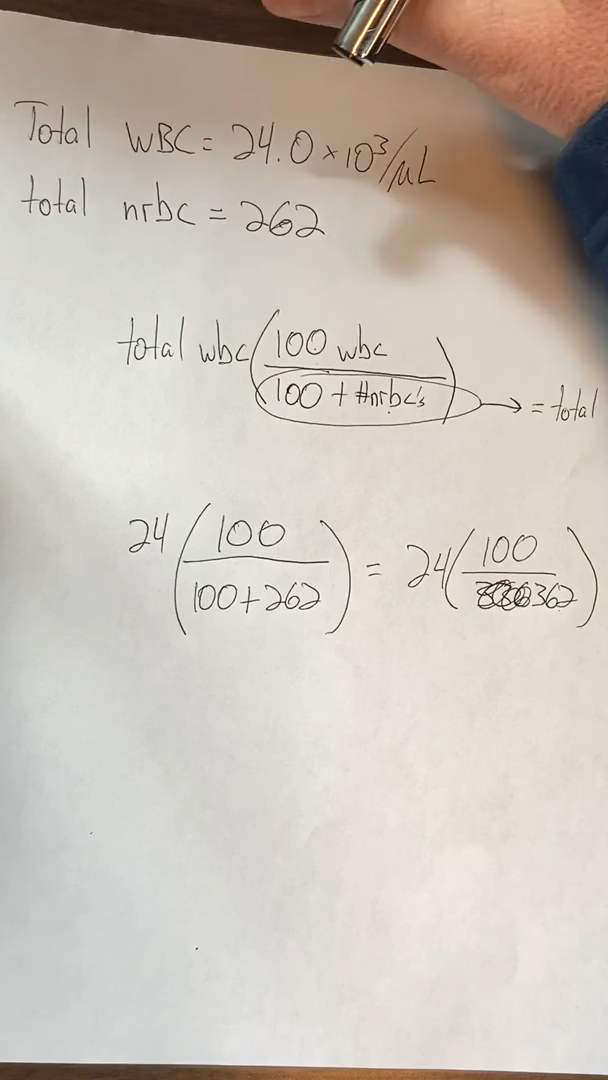 Total WBC = 24.0 × 10³/µL
total nrbc = 262
total wbc (100 wbc / 100 + #nrbc's) → = total
24 (100 / 100 + 262) = 24 (100 / 362)